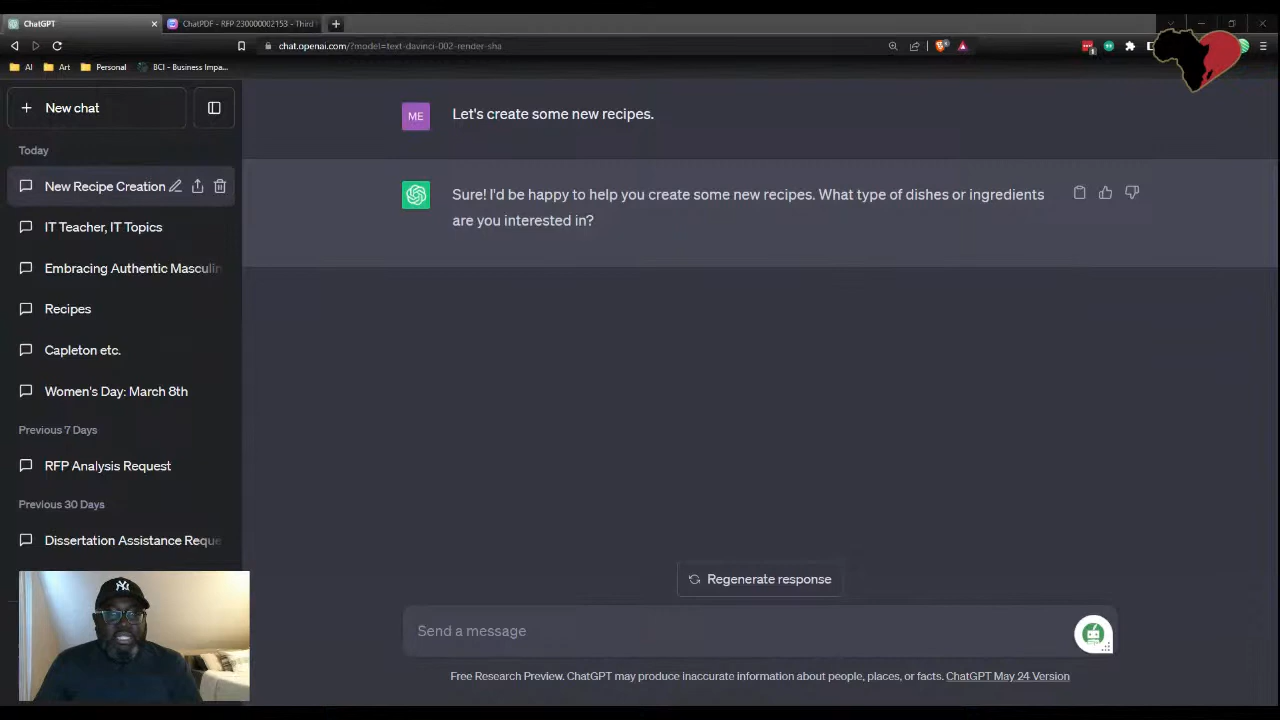 ChatGPT
ChatPDF - RFP 230000002153 - Third
chat.openai.com/?model=text-davinci-002-render-sha
AI
Art
Personal
BCI - Business Impa...
New chat
Today
New Recipe Creation
IT Teacher, IT Topics
Embracing Authentic Masculin
Recipes
Capleton etc.
Women's Day: March 8th
Previous 7 Days
RFP Analysis Request
Previous 30 Days
Dissertation Assistance Reque
ME
Let's create some new recipes.
Sure! I'd be happy to help you create some new recipes. What type of dishes or ingredients
are you interested in?
Regenerate response
Send a message
Free Research Preview. ChatGPT may produce inaccurate information about people, places, or facts. ChatGPT May 24 Version